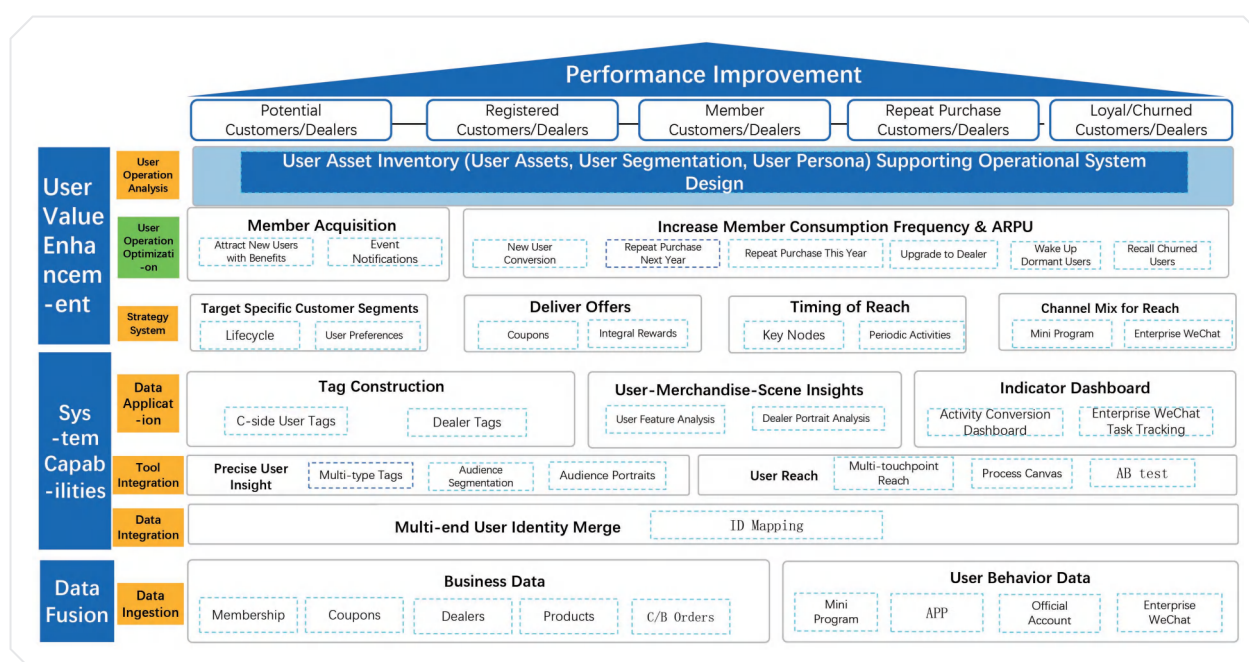 Performance Improvement
Potential
Customers/Dealers
Registered
Customers/Dealers
Member
Customers/Dealers
Repeat Purchase
Customers/Dealers
Loyal/Churned
Customers/Dealers
User
Value
Enha
ncem
-ent
User
Operation
Analysis
User Asset Inventory (User Assets, User Segmentation, User Persona) Supporting Operational System
Design
User
Operation
Optimizati
-on
Member Acquisition
Attract New Users
with Benefits
Event
Notifications
Increase Member Consumption Frequency & ARPU
New User
Conversion
Repeat Purchase
Next Year
Repeat Purchase This Year
Upgrade to Dealer
Wake Up
Dormant Users
Recall Churned
Users
Strategy
System
Target Specific Customer Segments
Lifecycle
User Preferences
Deliver Offers
Coupons
Integral Rewards
Timing of Reach
Key Nodes
Periodic Activities
Channel Mix for Reach
Mini Program
Enterprise WeChat
Sys
-tem
Capab
-ilities
Data
Applicat
-ion
Tag Construction
C-side User Tags
Dealer Tags
User-Merchandise-Scene Insights
User Feature Analysis
Dealer Portrait Analysis
Indicator Dashboard
Activity Conversion
Dashboard
Enterprise WeChat
Task Tracking
Tool
Integration
Precise User
Insight
Multi-type Tags
Audience
Segmentation
Audience Portraits
User Reach
Multi-touchpoint
Reach
Process Canvas
AB test
Data
Integration
Multi-end User Identity Merge
ID Mapping
Data
Fusion
Data
Ingestion
Business Data
Membership
Coupons
Dealers
Products
C/B Orders
User Behavior Data
Mini
Program
APP
Official
Account
Enterprise
WeChat